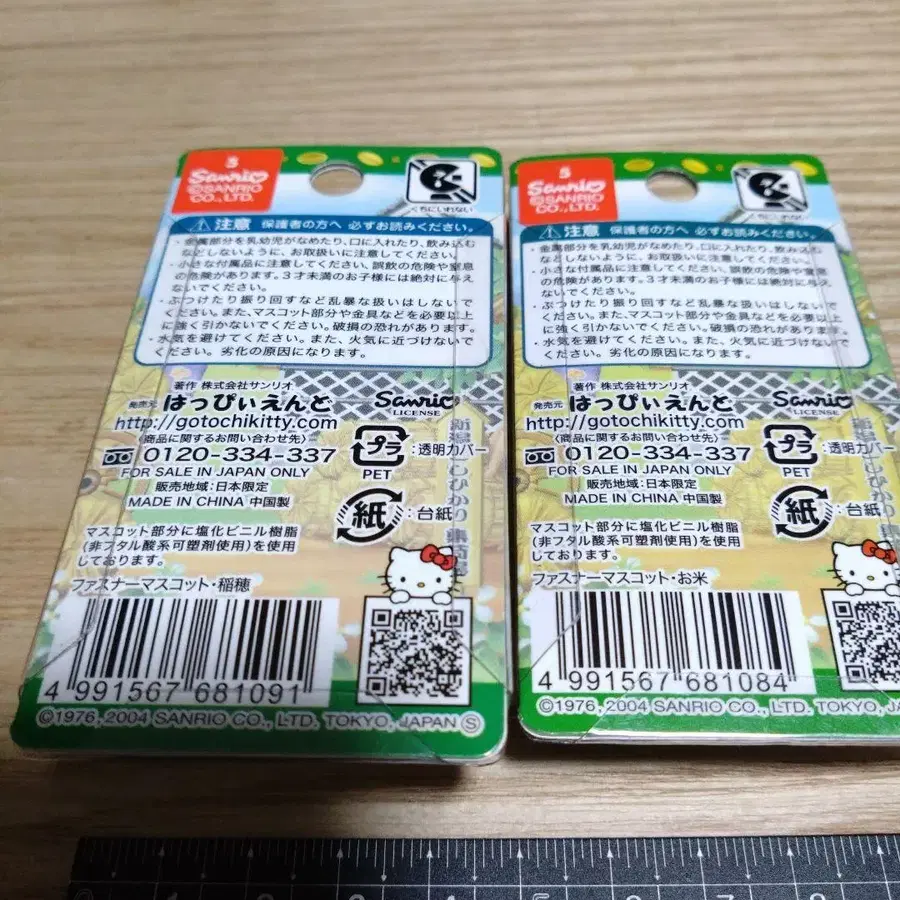 5
Sanrio
©SANRIO
CO., LTD.
くちにいれない
注意 保護者の方へ 必ずお読みください。
・金属部分を乳幼児がなめたり、口に入れたり、飲み込む
などしないように、お取扱いに注意してください。
・小さな付属品に注意してください。誤飲の危険や窒息
の危険があります。3才未満のお子様には絶対に与え
ないでください。
・ぶつけたり振り回すなど乱暴な扱いはしないで
ください。また、マスコット部分や金具などを必要以上
に強く引かないでください。破損の恐れがあります。
・水気を避けてください。また、火気に近づけないで
ください。劣化の原因になります。
著作 株式会社サンリオ
発売元 はっぴぃえんど
Sanrio
LICENSE
http://gotochikitty.com
〈商品に関するお問い合わせ先〉
0120-334-337
FOR SALE IN JAPAN ONLY
販売地域:日本限定
MADE IN CHINA 中国製
プラ
:透明カバー
PET
紙
:台紙
マスコット部分に塩化ビニル樹脂
(非フタル酸系可塑剤使用)を使用
しております。
ファスナーマスコット・稲穂
4 991567 681091
©1976, 2004 SANRIO CO., LTD. TOKYO, JAPAN Ⓢ
5
Sanrio
©SANRIO
CO., LTD.
くちにいれない
注意 保護者の方へ 必ずお読みください。
・金属部分を乳幼児がなめたり、口に入れたり、飲み込む
などしないように、お取扱いに注意してください。
・小さな付属品に注意してください。誤飲の危険や窒息
の危険があります。3才未満のお子様には絶対に与え
ないでください。
・ぶつけたり振り回すなど乱暴な扱いはしないで
ください。また、マスコット部分や金具などを必要以上
に強く引かないでください。破損の恐れがあります。
・水気を避けてください。また、火気に近づけないで
ください。劣化の原因になります。
著作 株式会社サンリオ
発売元 はっぴぃえんど
Sanrio
LICENSE
http://gotochikitty.com
〈商品に関するお問い合わせ先〉
0120-334-337
FOR SALE IN JAPAN ONLY
販売地域:日本限定
MADE IN CHINA 中国製
プラ
:透明カバー
PET
紙
:台紙
マスコット部分に塩化ビニル樹脂
(非フタル酸系可塑剤使用)を使用
しております。
ファスナーマスコット・お米
4 991567 681084
©1976, 2004 SANRIO CO., LTD. TOKYO, JAPAN
1 2 3 4 5 6 7 8